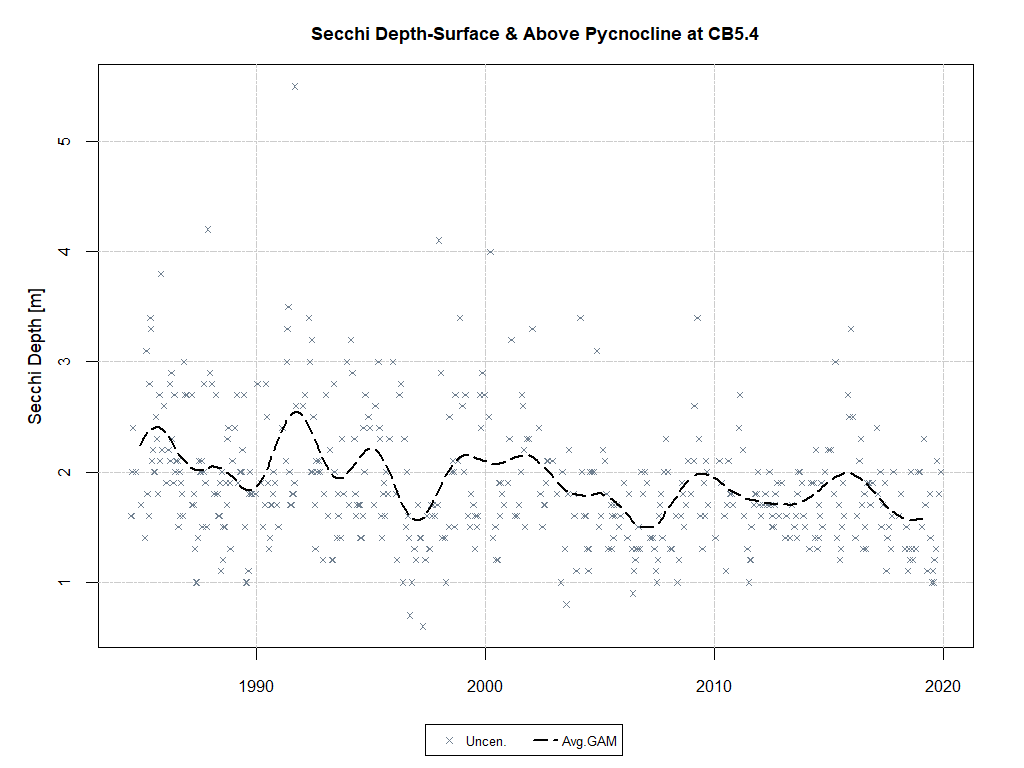 Secchi Depth-Surface & Above Pycnocline at CB5.4
Secchi Depth [m]
5
4
3
2
1
1990 2000 2010 2020
Uncen. Avg.GAM